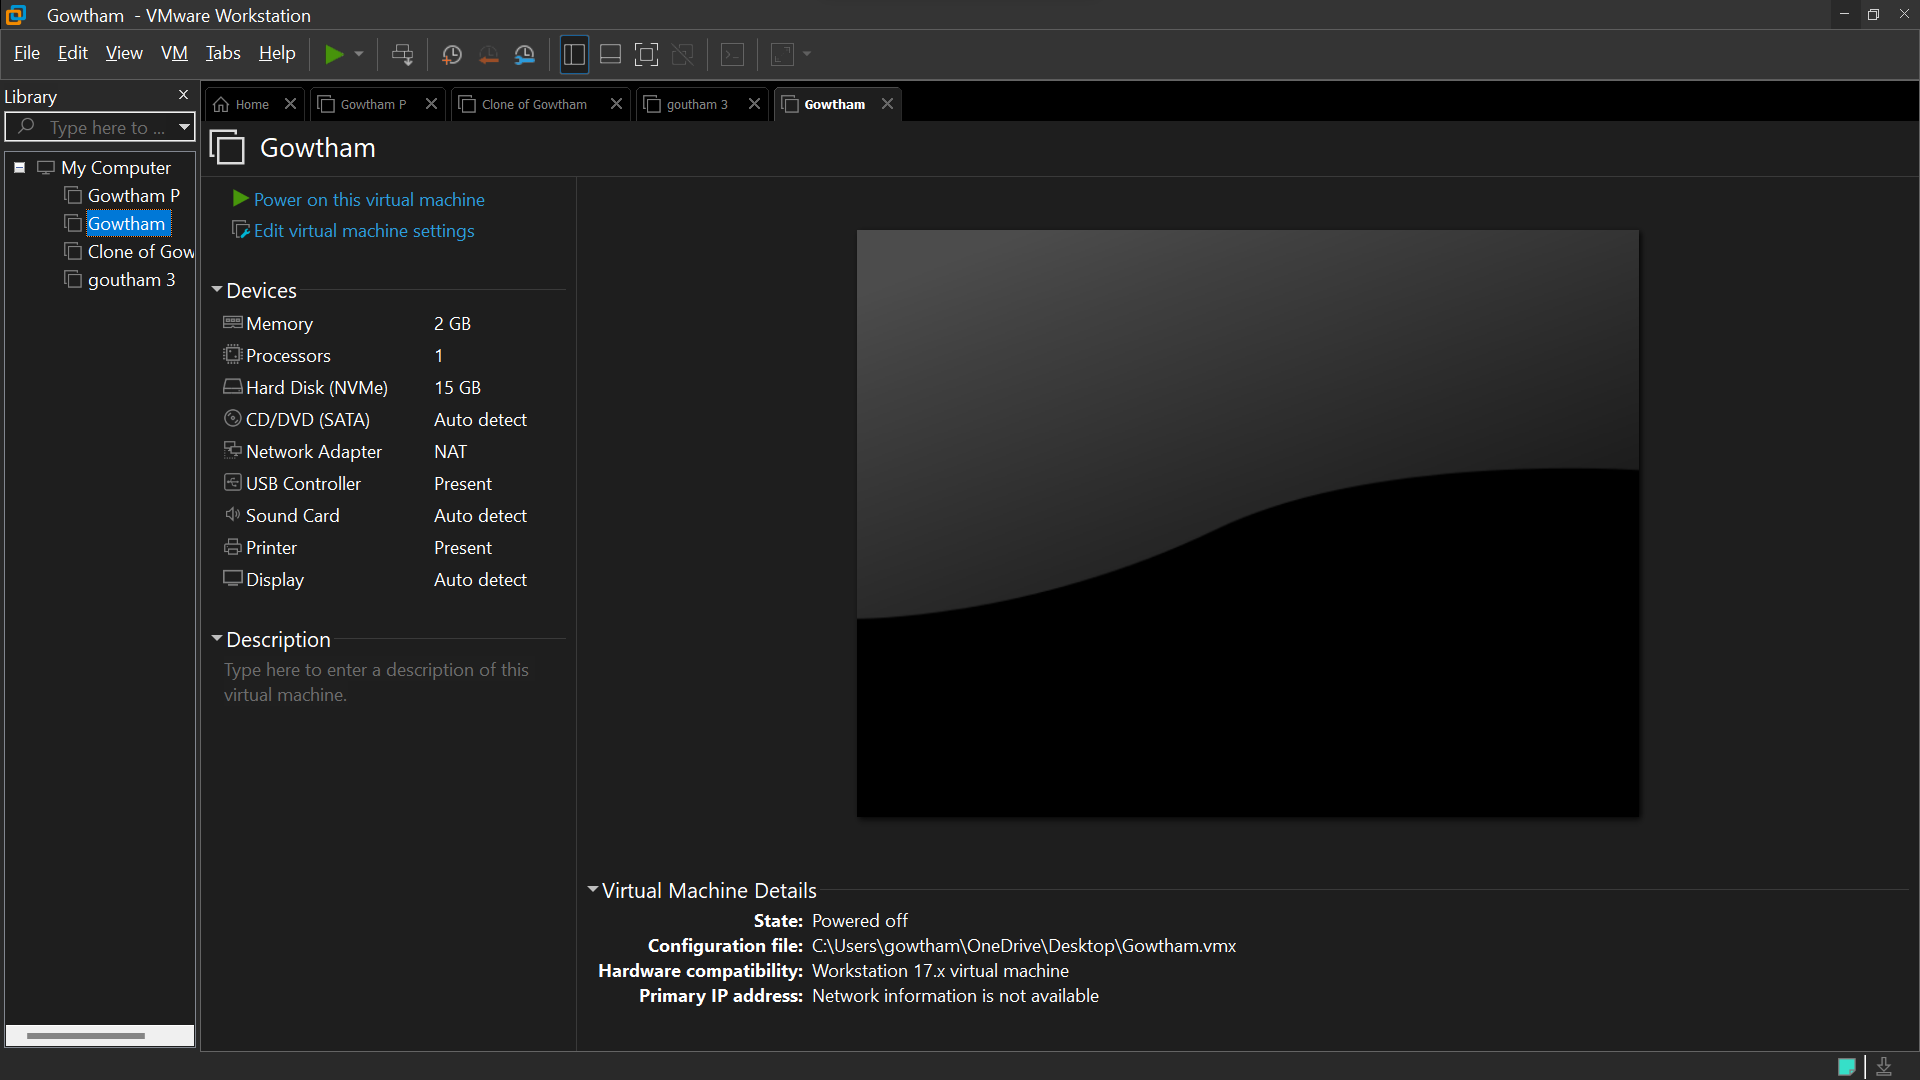 Gowtham - VMware Workstation
File Edit View VM Tabs Help
Library
Type here to ...
My Computer
Gowtham P
Gowtham
Clone of Gow
goutham 3
Home
Gowtham P
Clone of Gowtham
goutham 3
Gowtham
Gowtham
Power on this virtual machine
Edit virtual machine settings
Devices
Memory 2 GB
Processors 1
Hard Disk (NVMe) 15 GB
CD/DVD (SATA) Auto detect
Network Adapter NAT
USB Controller Present
Sound Card Auto detect
Printer Present
Display Auto detect
Description
Type here to enter a description of this
virtual machine.
Virtual Machine Details
State: Powered off
Configuration file: C:\Users\gowtham\OneDrive\Desktop\Gowtham.vmx
Hardware compatibility: Workstation 17.x virtual machine
Primary IP address: Network information is not available